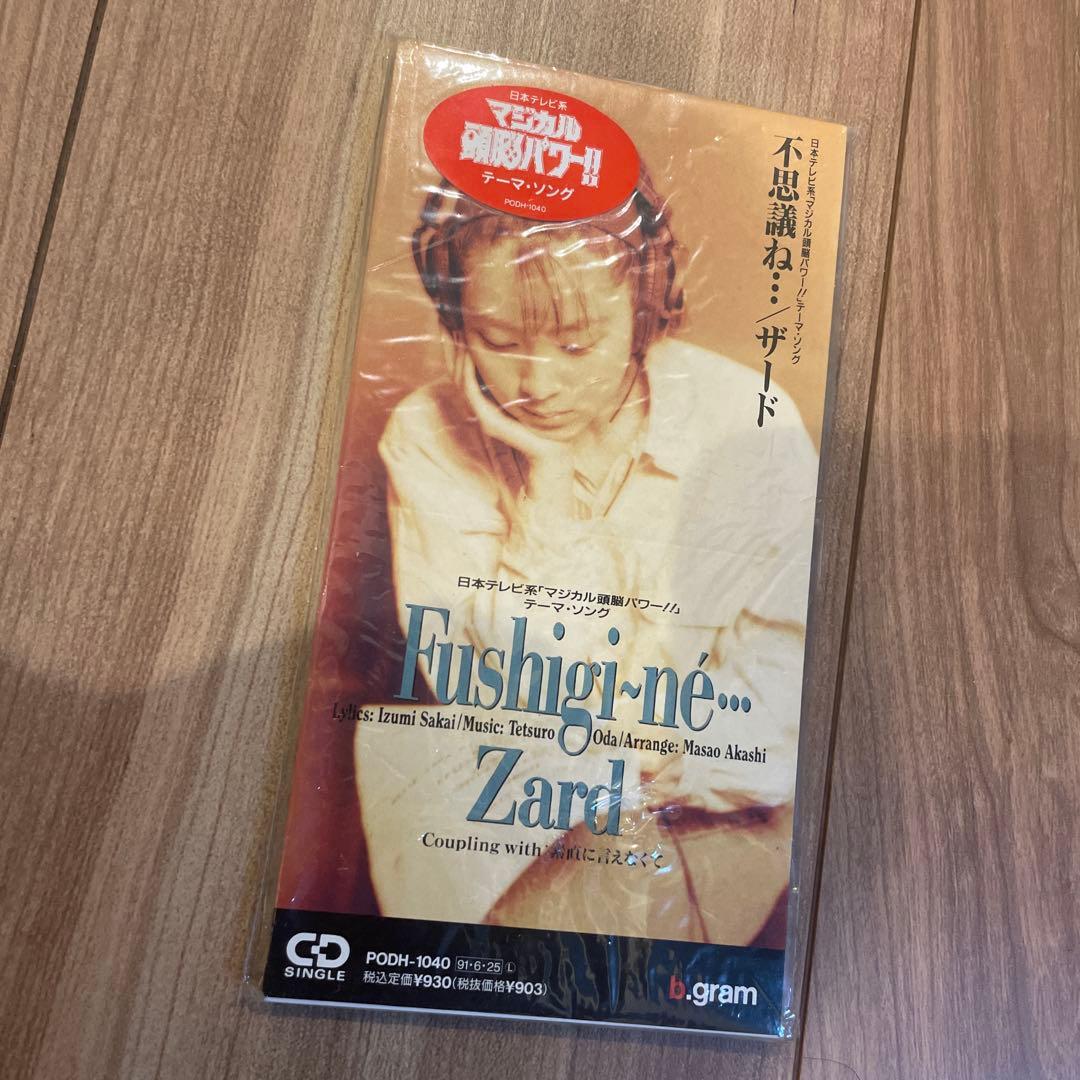 日本テレビ系
マジカル
頭脳パワー!!
テーマ・ソング
PODH-1040
日本テレビ系「マジカル頭脳パワー!!」テーマ・ソング
不思議ね…／ザード
日本テレビ系「マジカル頭脳パワー!!」
テーマ・ソング
Fushigi~né…
Lylics: Izumi Sakai/Music: Tetsuro Oda/Arrange: Masao Akashi
Zard
Coupling with: 素直に言えなくて
CD
SINGLE
PODH-1040 91・6・25 L
税込定価¥930(税抜価格¥903)
b.gram